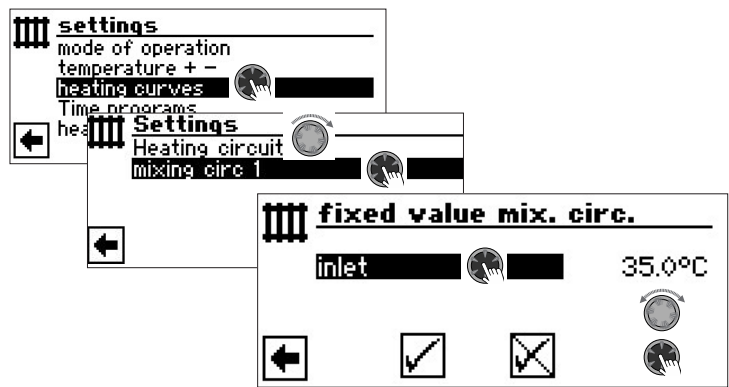 settings
mode of operation
temperature + −
heating curves
Time programs
hea
Settings
Heating circuit
mixing circ 1
fixed value mix. circ.
inlet 35.0°C